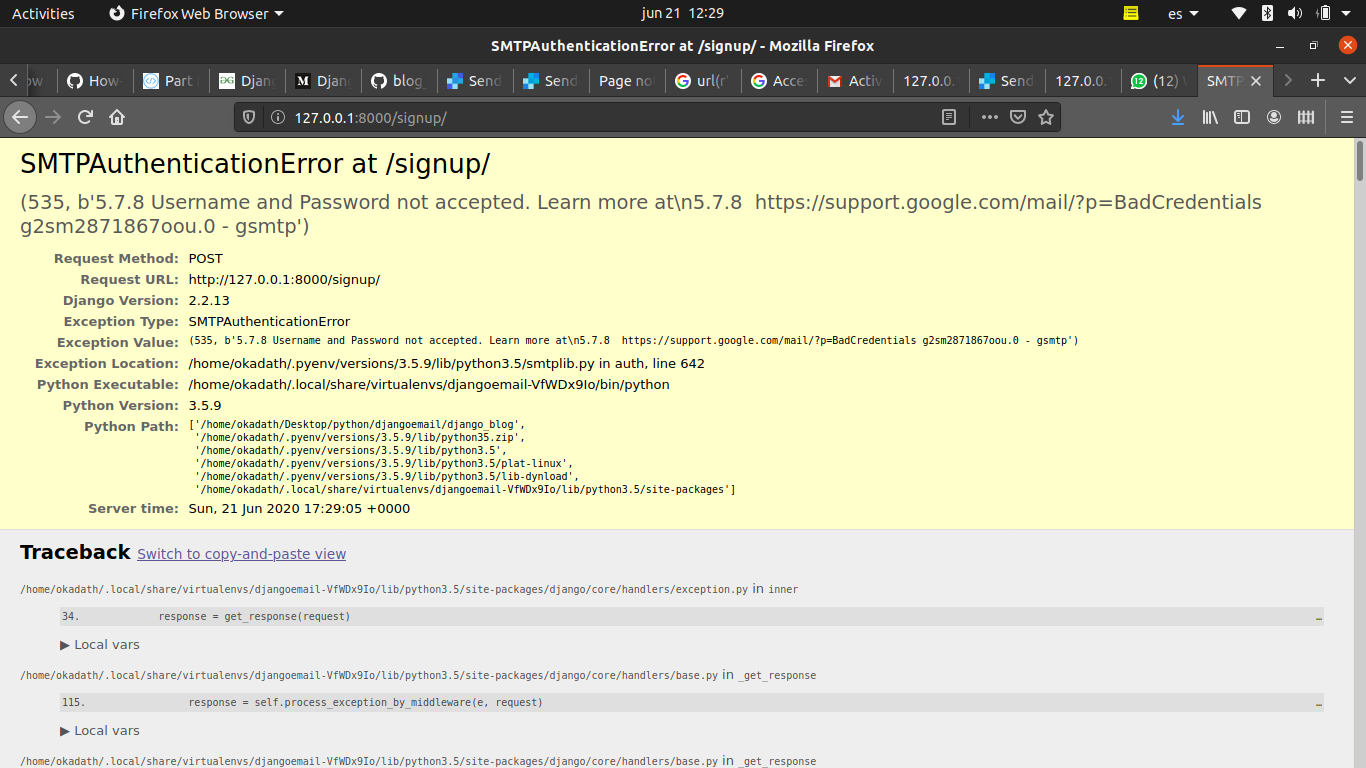 Activities Firefox Web Browser jun 21 12:29 es
SMTPAuthenticationError at /signup/ - Mozilla Firefox
ow How- Part Djan Djan blog_ Send Send Page no url(r' Acce Activ 127.0.0. Send 127.0.0. (12) SMTP
127.0.0.1:8000/signup/
SMTPAuthenticationError at /signup/
(535, b'5.7.8 Username and Password not accepted. Learn more at\n5.7.8 https://support.google.com/mail/?p=BadCredentials
g2sm2871867oou.0 - gsmtp')
Request Method: POST
Request URL: http://127.0.0.1:8000/signup/
Django Version: 2.2.13
Exception Type: SMTPAuthenticationError
Exception Value: (535, b'5.7.8 Username and Password not accepted. Learn more at\n5.7.8 https://support.google.com/mail/?p=BadCredentials g2sm2871867oou.0 - gsmtp')
Exception Location: /home/okadath/.pyenv/versions/3.5.9/lib/python3.5/smtplib.py in auth, line 642
Python Executable: /home/okadath/.local/share/virtualenvs/djangoemail-VfWDx9Io/bin/python
Python Version: 3.5.9
Python Path: ['/home/okadath/Desktop/python/djangoemail/django_blog',
'/home/okadath/.pyenv/versions/3.5.9/lib/python35.zip',
'/home/okadath/.pyenv/versions/3.5.9/lib/python3.5',
'/home/okadath/.pyenv/versions/3.5.9/lib/python3.5/plat-linux',
'/home/okadath/.pyenv/versions/3.5.9/lib/python3.5/lib-dynload',
'/home/okadath/.local/share/virtualenvs/djangoemail-VfWDx9Io/lib/python3.5/site-packages']
Server time: Sun, 21 Jun 2020 17:29:05 +0000
Traceback Switch to copy-and-paste view
/home/okadath/.local/share/virtualenvs/djangoemail-VfWDx9Io/lib/python3.5/site-packages/django/core/handlers/exception.py in inner
34. response = get_response(request) …
▶ Local vars
/home/okadath/.local/share/virtualenvs/djangoemail-VfWDx9Io/lib/python3.5/site-packages/django/core/handlers/base.py in _get_response
115. response = self.process_exception_by_middleware(e, request) …
▶ Local vars
/home/okadath/.local/share/virtualenvs/djangoemail-VfWDx9Io/lib/python3.5/site-packages/django/core/handlers/base.py in _get_response